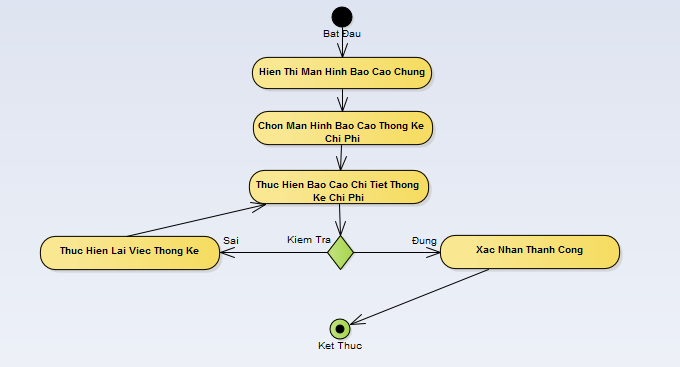 Bat Đau
Hien Thi Man Hinh Bao Cao Chung
Chon Man Hinh Bao Cao Thong Ke
Chi Phi
Thuc Hien Bao Cao Chi Tiet Thong
Ke Chi Phi
Sai
Kiem Tra
Đung
Thuc Hien Lai Viec Thong Ke
Xac Nhan Thanh Cong
Ket Thuc